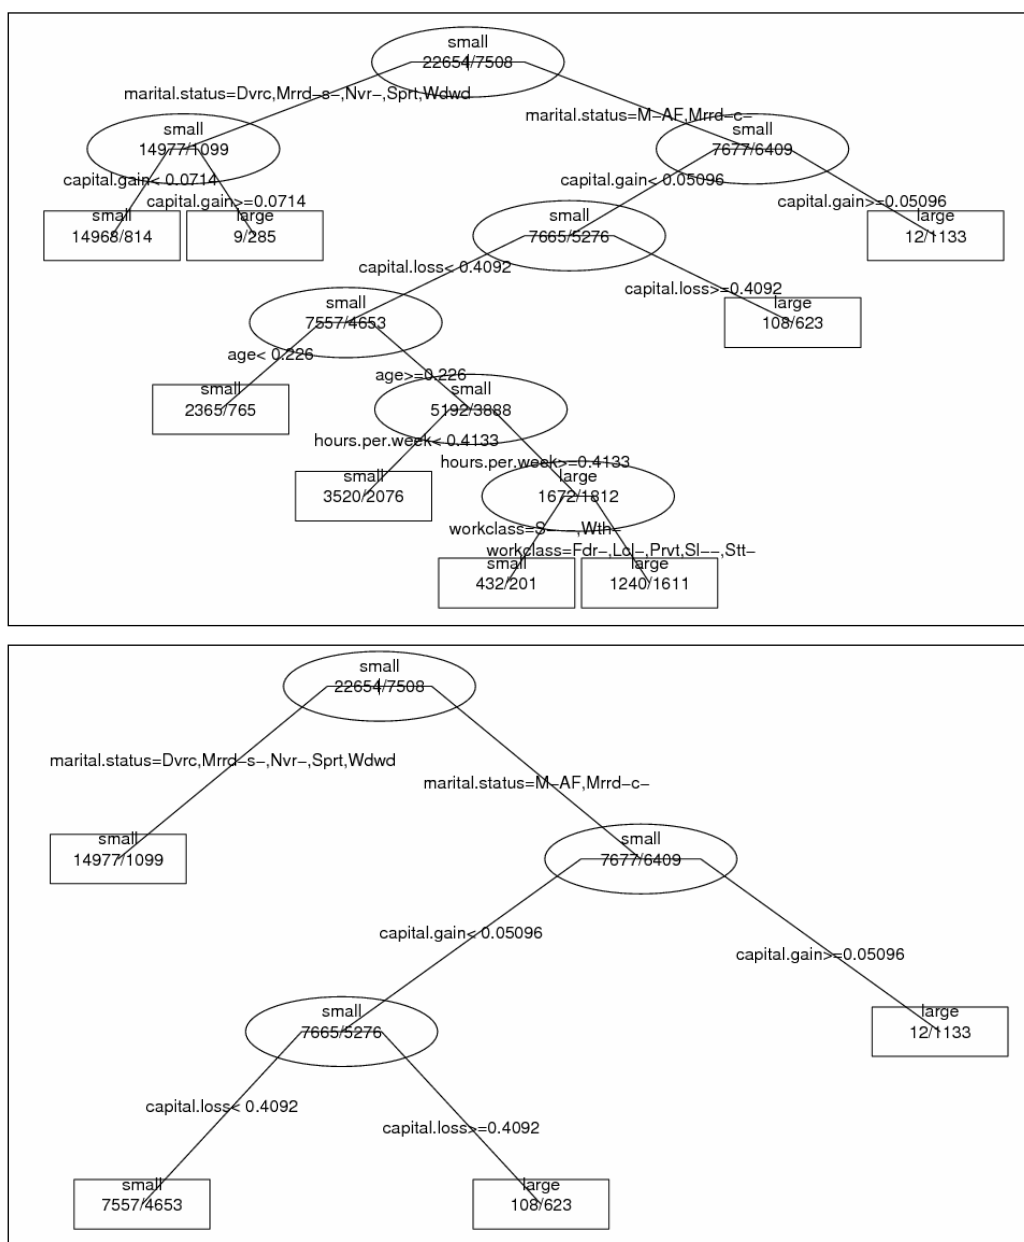 small
22654/7508
marital.status=Dvrc,Mrrd-s-,Nvr-,Sprt,Wdwd
marital.status=M-AF,Mrrd-c-
small
14977/1099
small
7677/6409
capital.gain< 0.0714
capital.gain>=0.0714
capital.gain< 0.05096
capital.gain>=0.05096
small
14968/814
large
9/285
small
7665/5276
large
12/1133
capital.loss< 0.4092
capital.loss>=0.4092
small
7557/4653
large
108/623
age< 0.226
age>=0.226
small
2365/765
small
5192/3888
hours.per.week< 0.4133
hours.per.week>=0.4133
small
3520/2076
large
1672/1812
workclass=S----,Wth-
workclass=Fdr-,Lcl-,Prvt,Sl--,Stt-
small
432/201
large
1240/1611
small
22654/7508
marital.status=Dvrc,Mrrd-s-,Nvr-,Sprt,Wdwd
marital.status=M-AF,Mrrd-c-
small
14977/1099
small
7677/6409
capital.gain< 0.05096
capital.gain>=0.05096
small
7665/5276
large
12/1133
capital.loss< 0.4092
capital.loss>=0.4092
small
7557/4653
large
108/623